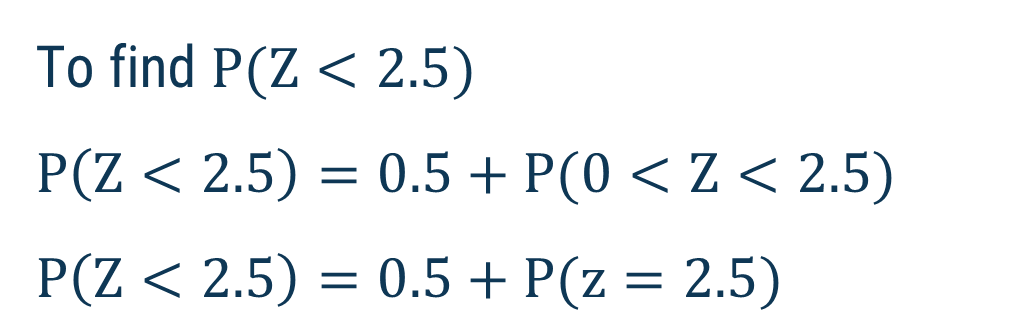 To find P(Z < 2.5)
P(Z < 2.5) = 0.5 + P(0 < Z < 2.5)
P(Z < 2.5) = 0.5 + P(z = 2.5)